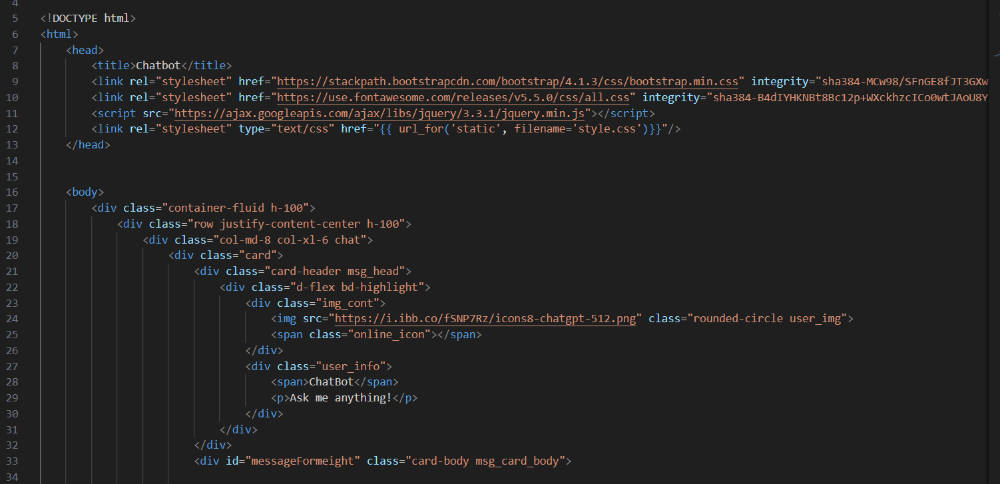 4
5 <!DOCTYPE html>
6 <html>
7 <head>
8 <title>Chatbot</title>
9 <link rel="stylesheet" href="https://stackpath.bootstrapcdn.com/bootstrap/4.1.3/css/bootstrap.min.css" integrity="sha384-MCw98/SFnGE8fJT3GXw
10 <link rel="stylesheet" href="https://use.fontawesome.com/releases/v5.5.0/css/all.css" integrity="sha384-B4dIYHKNBt8Bc12p+WXckhzcICo0wtJAoU8Y
11 <script src="https://ajax.googleapis.com/ajax/libs/jquery/3.3.1/jquery.min.js"></script>
12 <link rel="stylesheet" type="text/css" href="{{ url_for('static', filename='style.css')}}"/>
13 </head>
14
15
16 <body>
17 <div class="container-fluid h-100">
18 <div class="row justify-content-center h-100">
19 <div class="col-md-8 col-xl-6 chat">
20 <div class="card">
21 <div class="card-header msg_head">
22 <div class="d-flex bd-highlight">
23 <div class="img_cont">
24 <img src="https://i.ibb.co/fSNP7Rz/icons8-chatgpt-512.png" class="rounded-circle user_img">
25 <span class="online_icon"></span>
26 </div>
27 <div class="user_info">
28 <span>ChatBot</span>
29 <p>Ask me anything!</p>
30 </div>
31 </div>
32 </div>
33 <div id="messageFormeight" class="card-body msg_card_body">
34